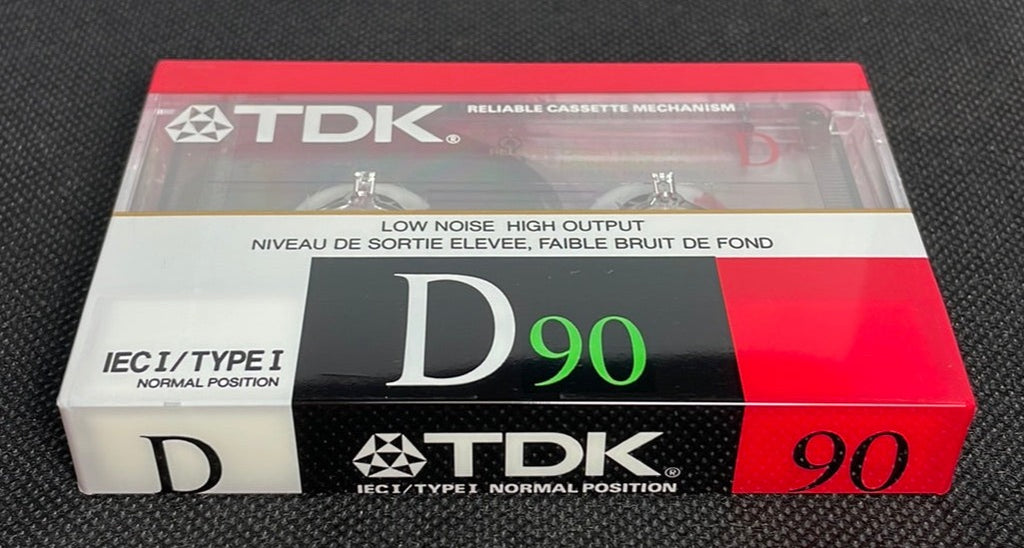 TDK® RELIABLE CASSETTE MECHANISM
D
LOW NOISE HIGH OUTPUT
NIVEAU DE SORTIE ELEVEE, FAIBLE BRUIT DE FOND
D90
IEC I/TYPE I
NORMAL POSITION
D TDK® 90
IEC I/TYPE I NORMAL POSITION